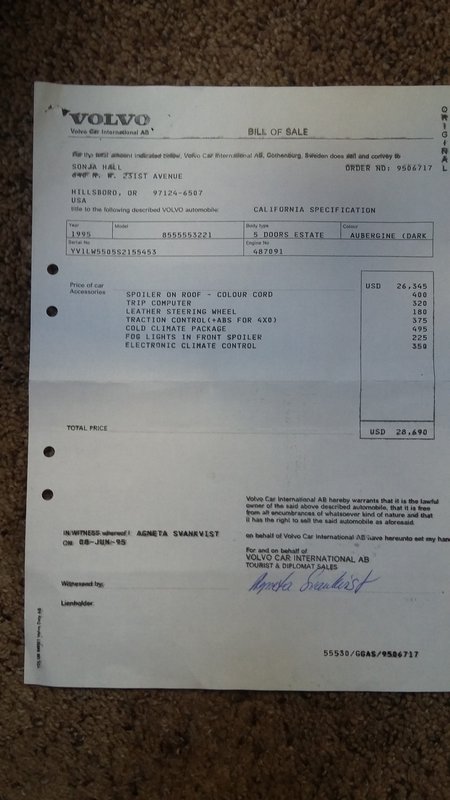 VOLVO
Volvo Car International AB
BILL OF SALE
ORIGINAL
For the total amount indicated below, Volvo Car International AB, Gothenburg, Sweden does sell and convey to
SONJA HALL ORDER NO: 9506717
N. W. 231ST AVENUE
HILLSBORO, OR 97124-6507
USA
title to the following described VOLVO automobile: CALIFORNIA SPECIFICATION
Year Model Body type Colour
1995 8555553221 5 DOORS ESTATE AUBERGINE (DARK
Serial No Engine No
YV1LW5505S2155453 487091
Price of car USD 26,345
Accessories SPOILER ON ROOF - COLOUR CORD 400
TRIP COMPUTER 320
LEATHER STEERING WHEEL 180
TRACTION CONTROL(+ABS FOR 4X0) 375
COLD CLIMATE PACKAGE 495
FOG LIGHTS IN FRONT SPOILER 225
ELECTRONIC CLIMATE CONTROL 350
TOTAL PRICE USD 28,690
Volvo Car International AB hereby warrants that it is the lawful
owner of the said above described automobile, that it is free
from all encumbrances of whatsoever kind of nature and that
it has the right to sell the said automobile as aforesaid.
IN WITNESS whereof I AGNETA SVANKVIST on behalf of Volvo Car International AB have hereunto set my han
ON: 08-JUN-95
For and on behalf of
VOLVO CAR INTERNATIONAL AB
TOURIST & DIPLOMAT SALES
Agneta Svankvist
Witnessed by:
Lienholder:
55530/GGAS/9506717